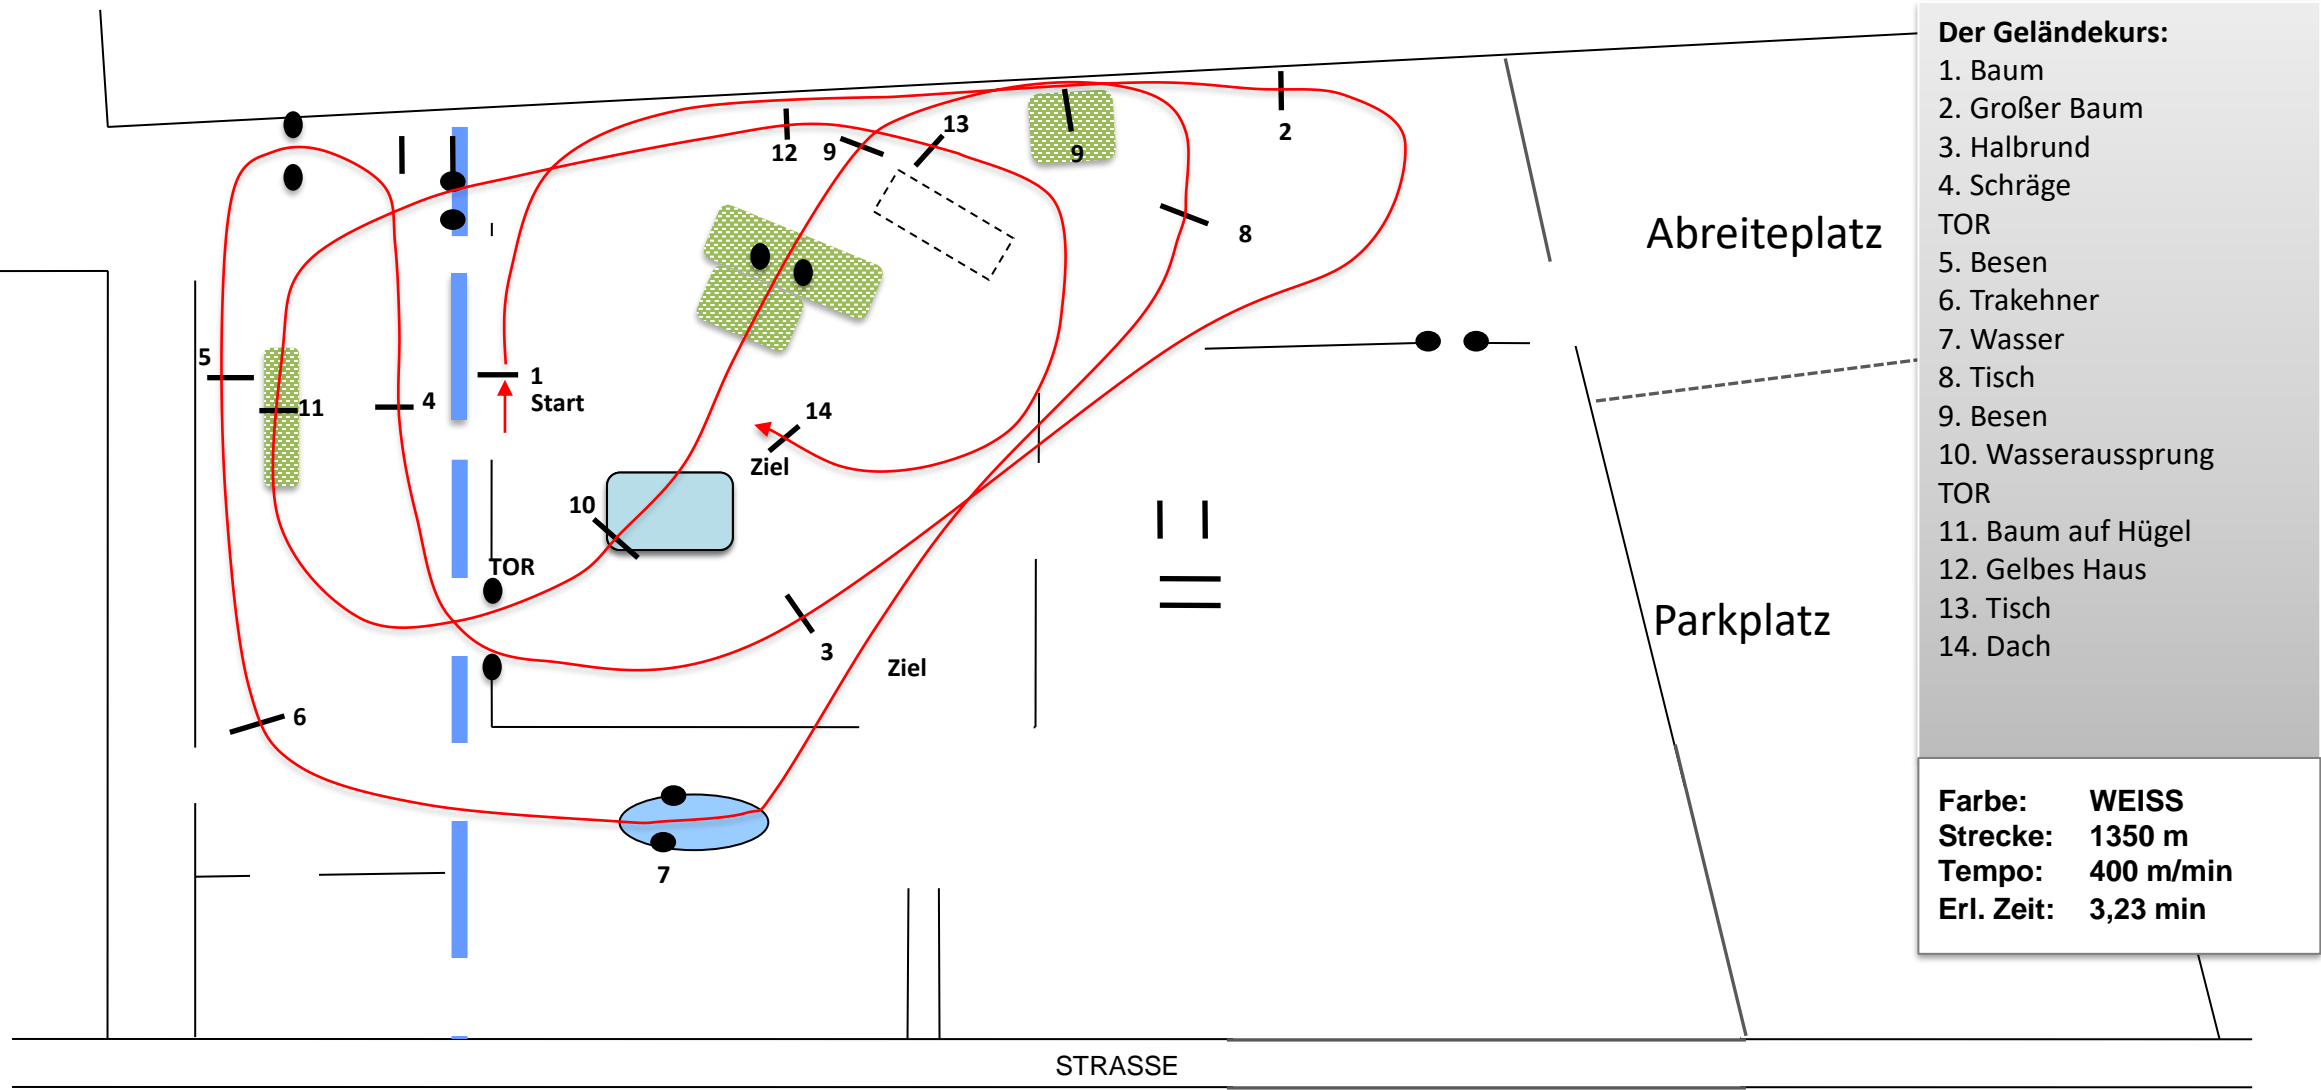 Der Geländekurs:
1. Baum
2. Großer Baum
3. Halbrund
4. Schräge
TOR
5. Besen
6. Trakehner
7. Wasser
8. Tisch
9. Besen
10. Wasseraussprung
TOR
11. Baum auf Hügel
12. Gelbes Haus
13. Tisch
14. Dach
Farbe: WEISS
Strecke: 1350 m
Tempo: 400 m/min
Erl. Zeit: 3,23 min
13
2
12
9
9
8
Abreiteplatz
5
1
Start
11
4
14
Ziel
10
TOR
Parkplatz
3
Ziel
6
7
STRASSE